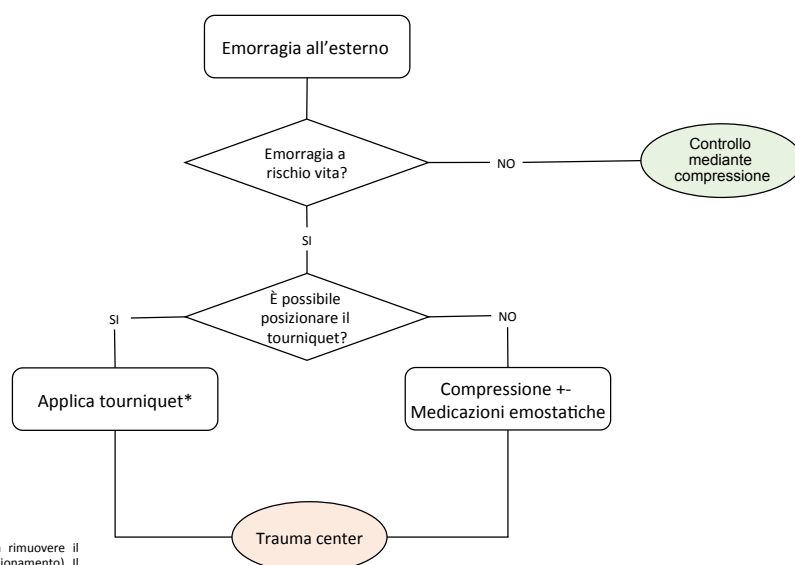 Emorragia all’esterno
Emorragia a
rischio vita?
NO
Controllo
mediante
compressione
SI
È possibile
posizionare il
tourniquet?
SI
NO
Applica tourniquet*
Compressione +-
Medicazioni emostatiche
Trauma center
rimuovere il
Il